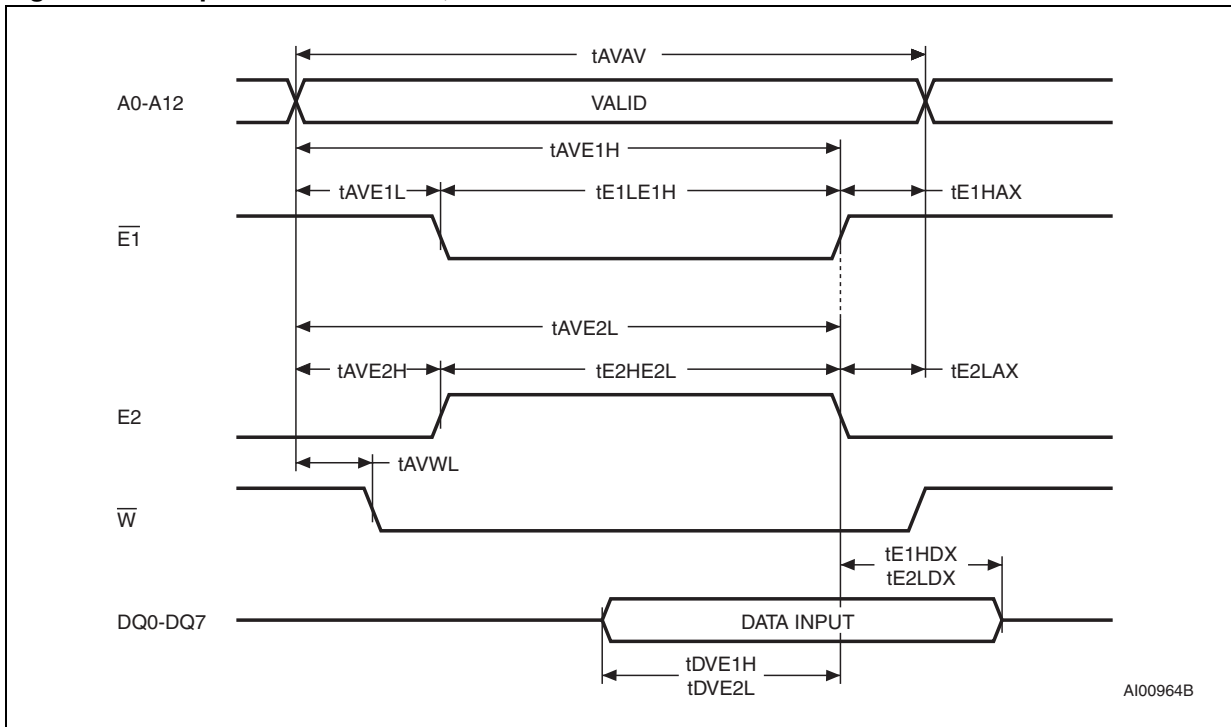 tAVAV
A0-A12
VALID
tAVE1H
tAVE1L
tE1LE1H
tE1HAX
E1
tAVE2L
tAVE2H
tE2HE2L
tE2LAX
E2
tAVWL
W
tE1HDX
tE2LDX
DQ0-DQ7
DATA INPUT
tDVE1H
tDVE2L
AI00964B